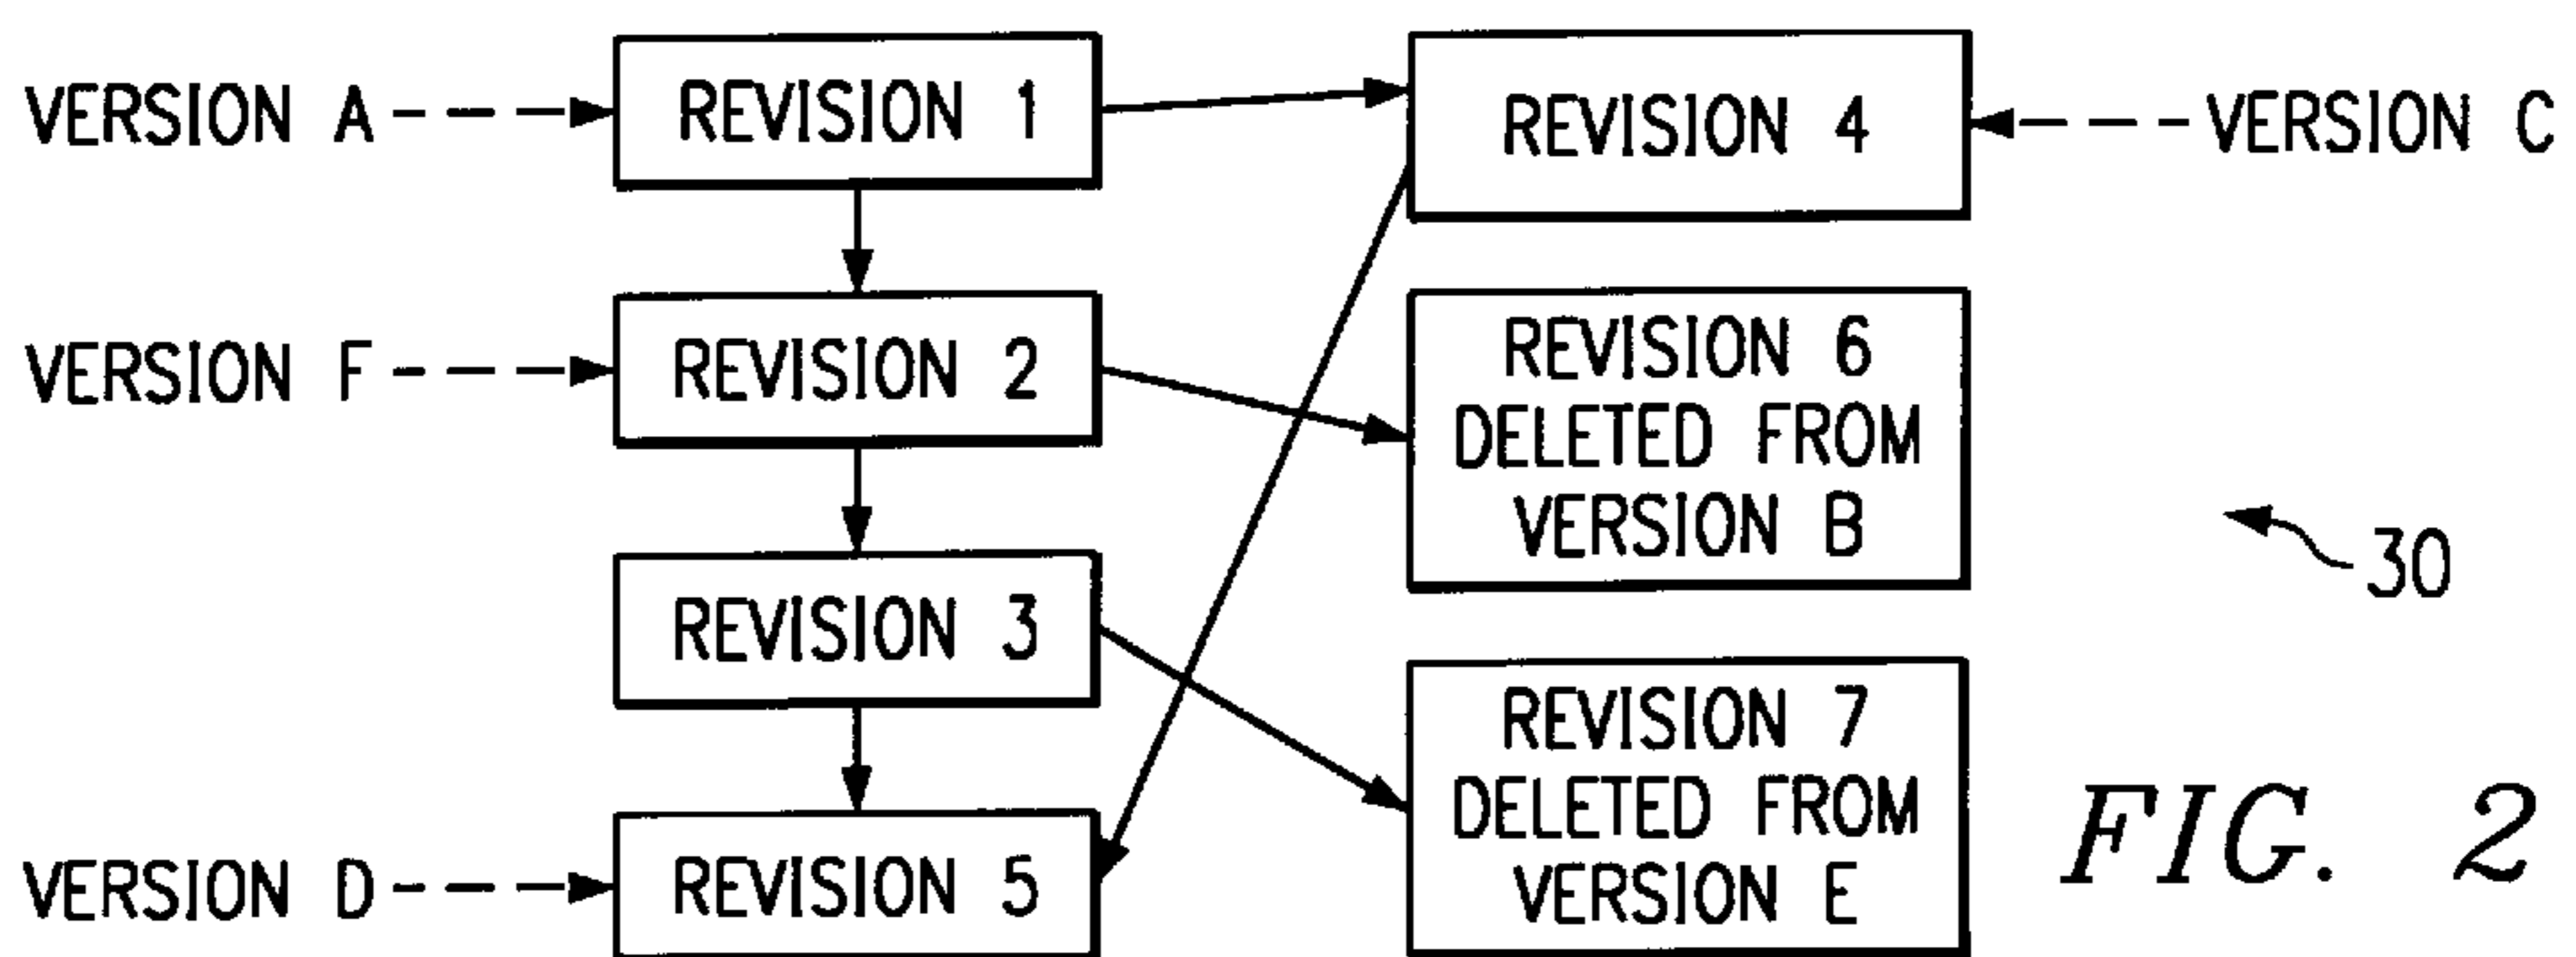 VERSION A
REVISION 1
REVISION 4
VERSION C
VERSION F
REVISION 2
REVISION 6
DELETED FROM
VERSION B
30
REVISION 3
REVISION 7
DELETED FROM
VERSION E
VERSION D
REVISION 5
FIG. 2